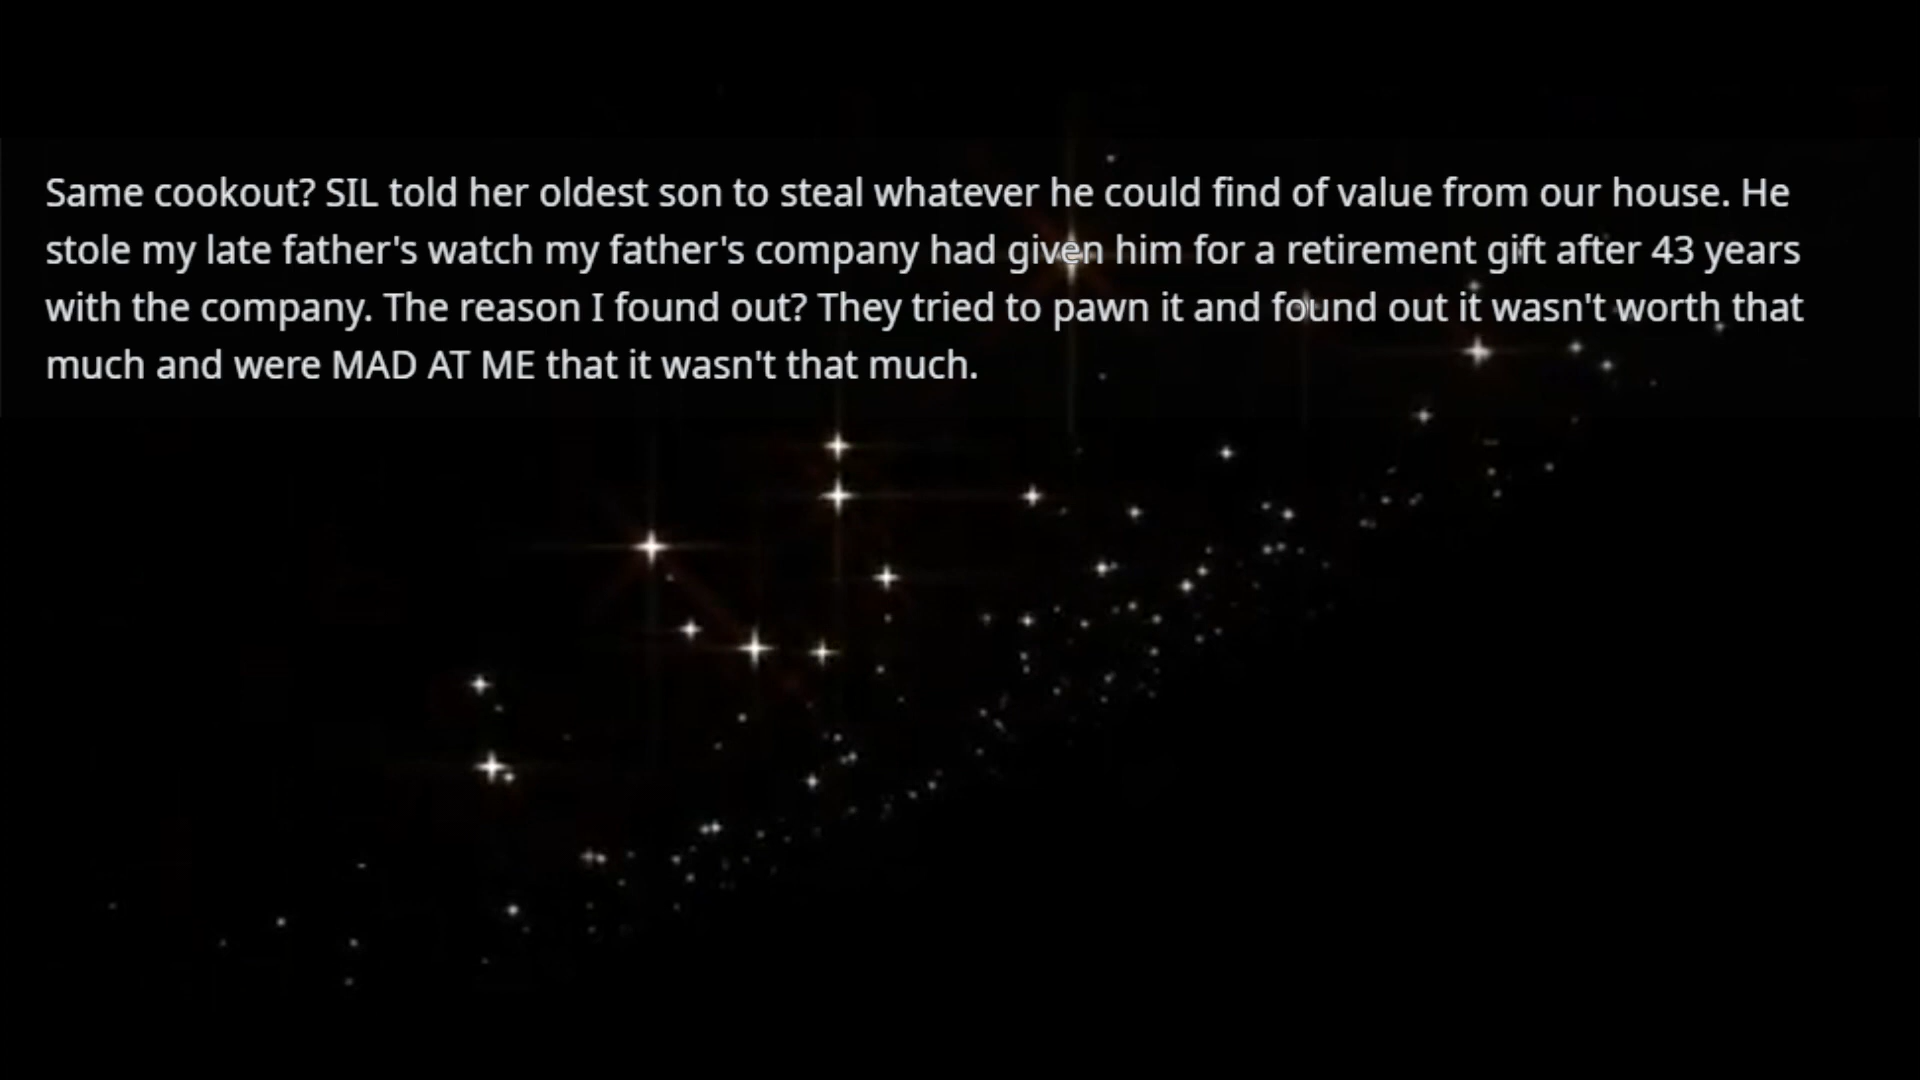 Same cookout? SIL told her oldest son to steal whatever he could find of value from our house. He
stole my late father's watch my father's company had given him for a retirement gift after 43 years
with the company. The reason I found out? They tried to pawn it and found out it wasn't worth that
much and were MAD AT ME that it wasn't that much.